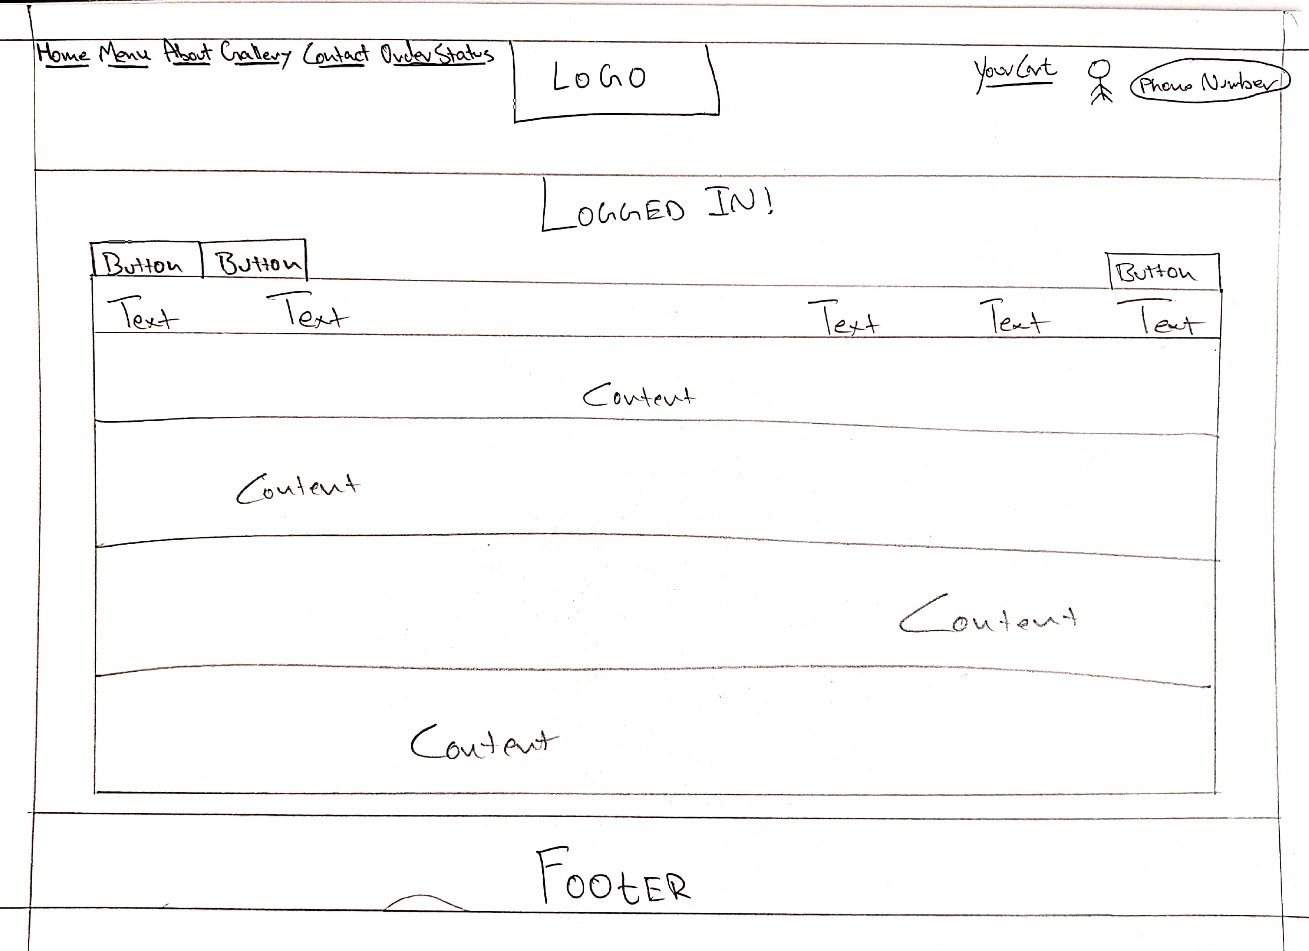 Home Menu About Gallery Contact Order Status
LOGO
Your Cart
Phone Number
LOGGED IN!
Button Button Button
Text Text Text Text Text
Content
Content
Content
Content
FOOtER